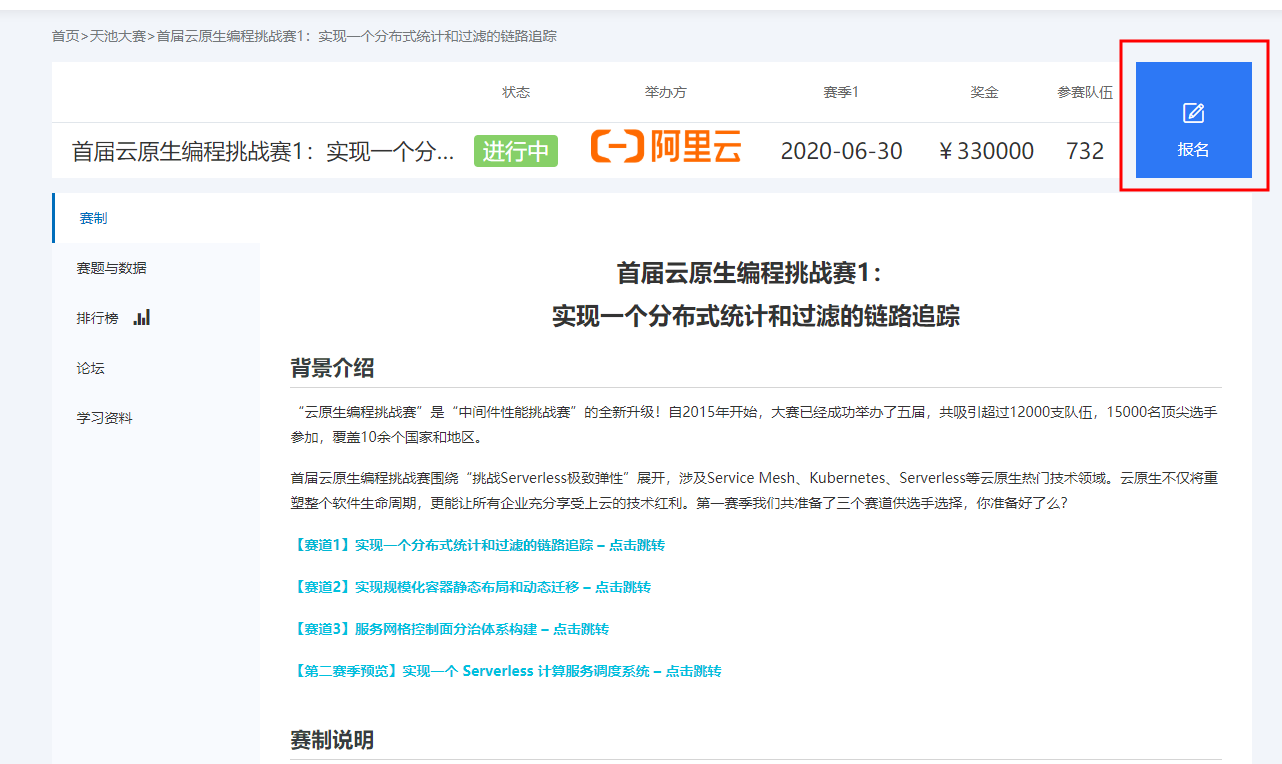 首页>天池大赛>首届云原生编程挑战赛1：实现一个分布式统计和过滤的链路追踪
状态 举办方 赛季1 奖金 参赛队伍
首届云原生编程挑战赛1：实现一个分... 进行中 阿里云 2020-06-30 ￥330000 732
报名
赛制
赛题与数据
排行榜
论坛
学习资料
首届云原生编程挑战赛1：
实现一个分布式统计和过滤的链路追踪
背景介绍
“云原生编程挑战赛”是“中间件性能挑战赛”的全新升级！自2015年开始，大赛已经成功举办了五届，共吸引超过12000支队伍，15000名顶尖选手
参加，覆盖10余个国家和地区。
首届云原生编程挑战赛围绕“挑战Serverless极致弹性”展开，涉及Service Mesh、Kubernetes、Serverless等云原生热门技术领域。云原生不仅将重
塑整个软件生命周期，更能让所有企业充分享受上云的技术红利。第一赛季我们共准备了三个赛道供选手选择，你准备好了么？
【赛道1】实现一个分布式统计和过滤的链路追踪 – 点击跳转
【赛道2】实现规模化容器静态布局和动态迁移 – 点击跳转
【赛道3】服务网格控制面分治体系构建 – 点击跳转
【第二赛季预览】实现一个 Serverless 计算服务调度系统 – 点击跳转
赛制说明